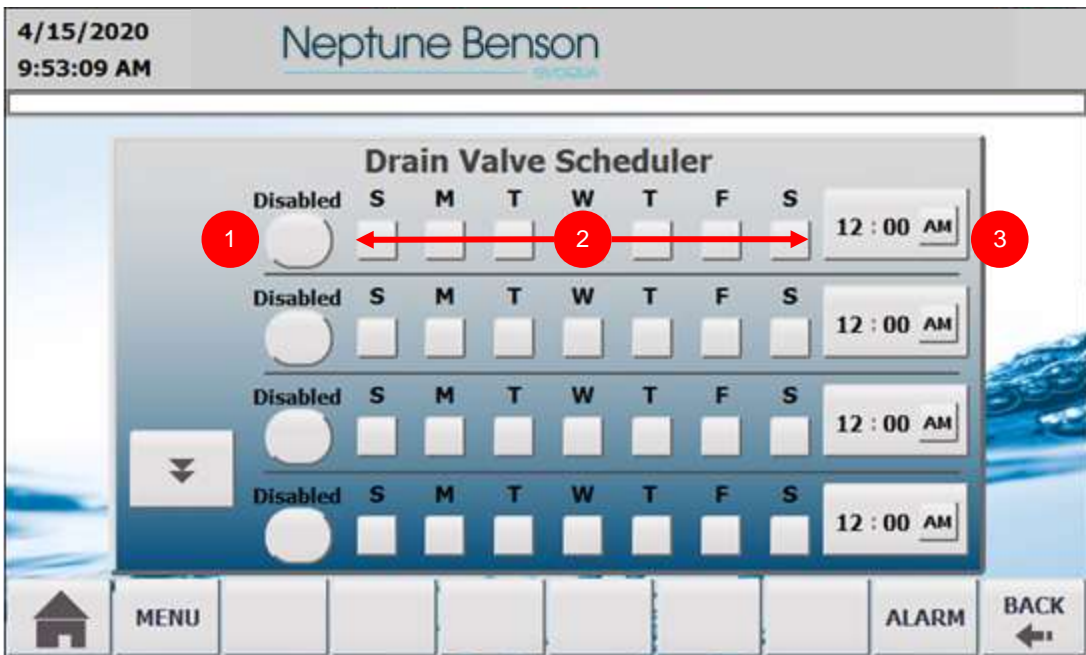 4/15/2020
9:53:09 AM
Neptune Benson
EVOQUA
Drain Valve Scheduler
Disabled S M T W T F S
1 2 12 : 00 AM 3
Disabled S M T W T F S
12 : 00 AM
Disabled S M T W T F S
12 : 00 AM
Disabled S M T W T F S
12 : 00 AM
MENU ALARM BACK